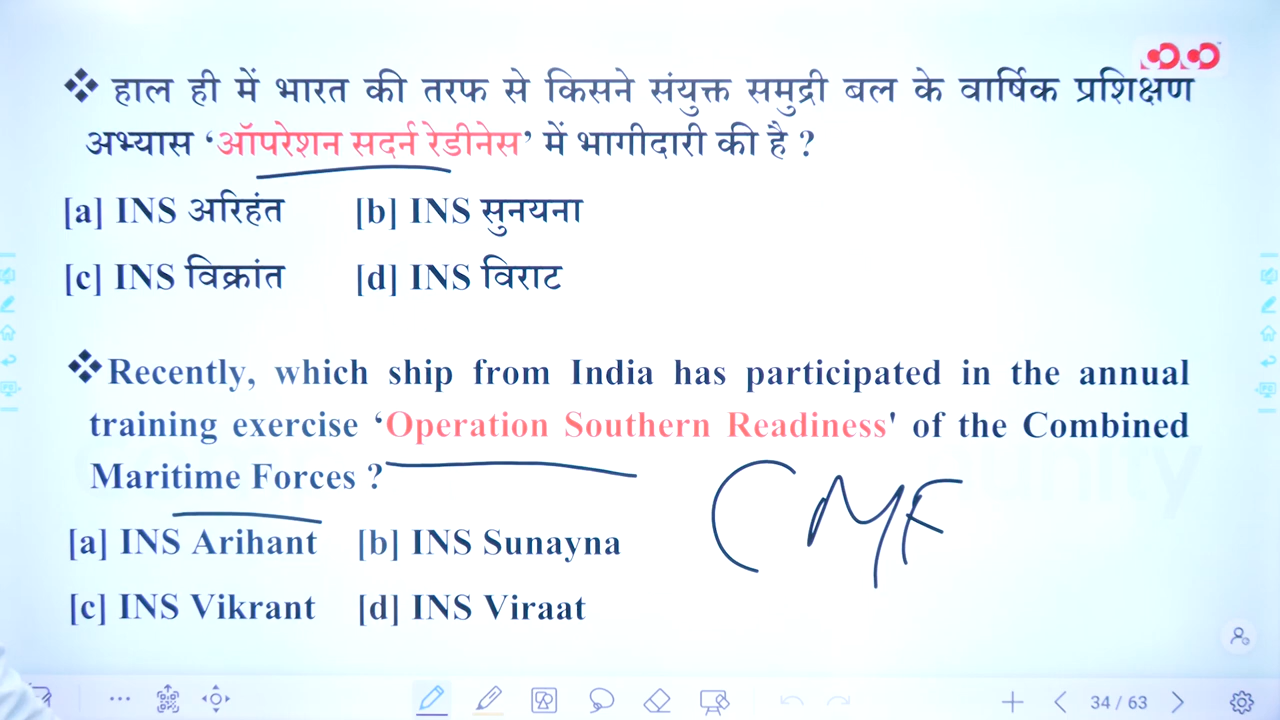 ❖ हाल ही में भारत की तरफ से किसने संयुक्त समुद्री बल के वार्षिक प्रशिक्षण
अभ्यास ‘ऑपरेशन सदर्न रेडीनेस’ में भागीदारी की है ?
[a] INS अरिहंत [b] INS सुनयना
[c] INS विक्रांत [d] INS विराट
❖ Recently, which ship from India has participated in the annual
training exercise ‘Operation Southern Readiness' of the Combined
Maritime Forces ?
CMF
[a] INS Arihant [b] INS Sunayna
[c] INS Vikrant [d] INS Viraat
34 / 63